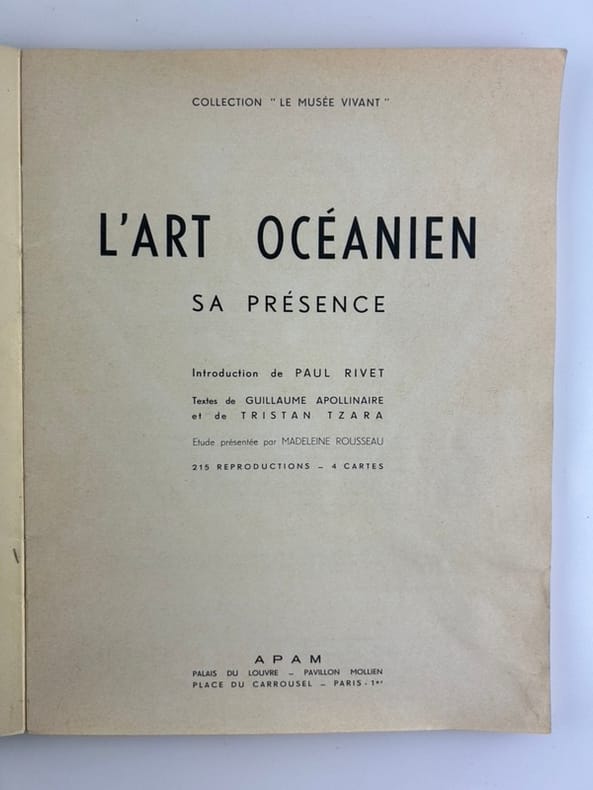 COLLECTION " LE MUSÉE VIVANT "
L'ART OCÉANIEN
SA PRÉSENCE
Introduction de PAUL RIVET
Textes de GUILLAUME APOLLINAIRE
et de TRISTAN TZARA
Etude présentée par MADELEINE ROUSSEAU
215 REPRODUCTIONS – 4 CARTES
APAM
PALAIS DU LOUVRE – PAVILLON MOLLIEN
PLACE DU CARROUSEL – PARIS - 1er